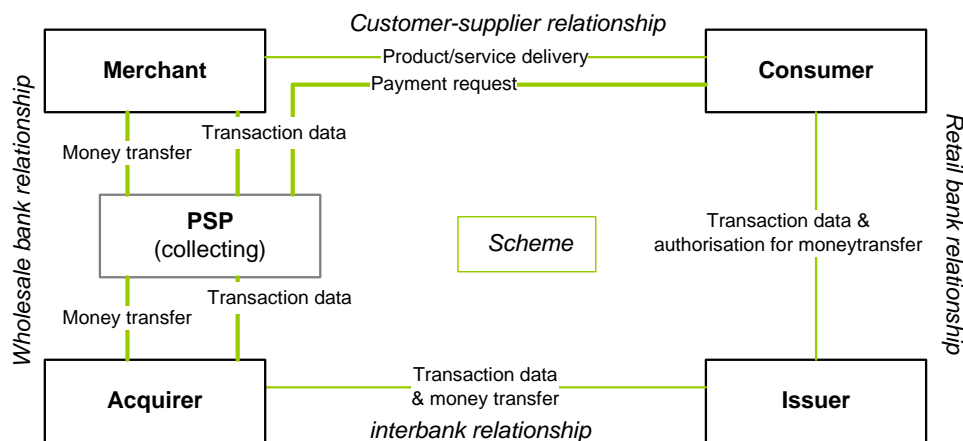 Customer-supplier relationship
Merchant
Product/service delivery
Consumer
Payment request
Transaction data
Money transfer
Wholesale bank relationship
Retail bank relationship
PSP
(collecting)
Scheme
Transaction data &
authorisation for moneytransfer
Transaction data
Money transfer
Acquirer
Transaction data
& money transfer
Issuer
interbank relationship